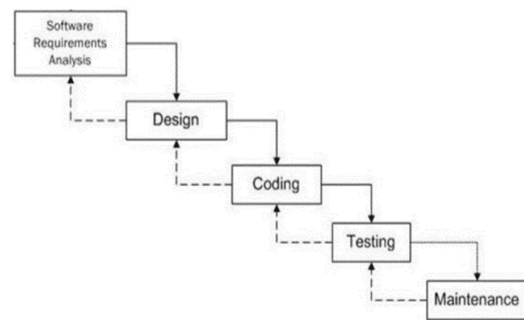 Software
Requirements
Analysis
Design
Coding
Testing
Maintenance